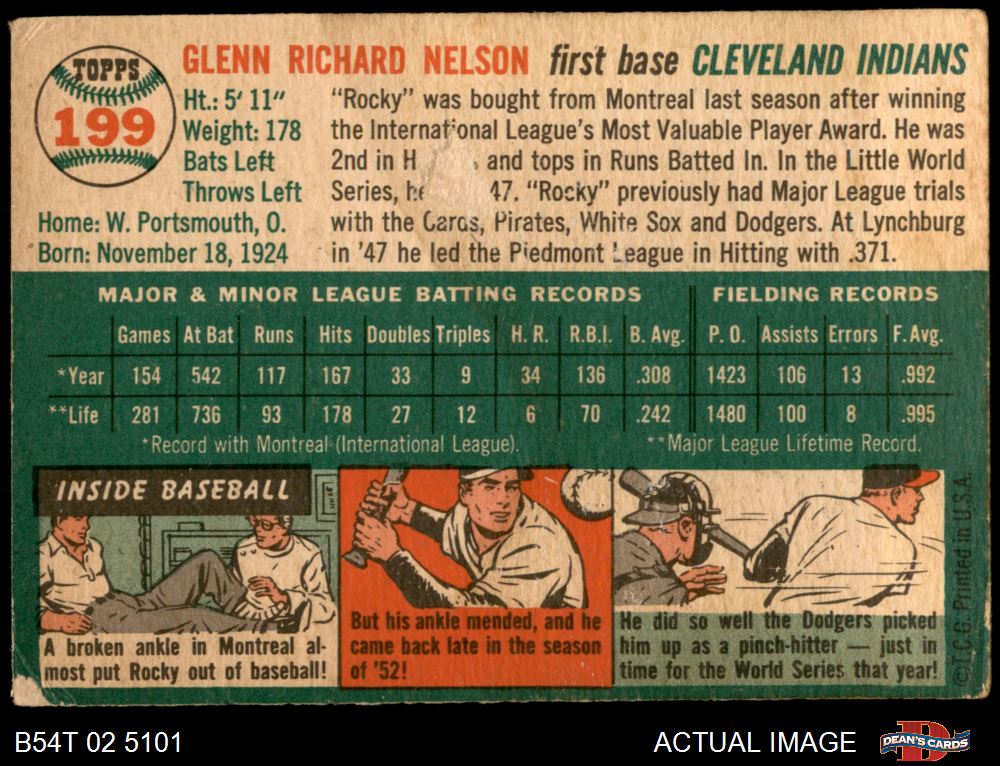 TOPPS
199
GLENN RICHARD NELSON first base CLEVELAND INDIANS
Ht.: 5' 11"
Weight: 178
Bats Left
Throws Left
Home: W. Portsmouth, O.
Born: November 18, 1924
"Rocky" was bought from Montreal last season after winning
the International League's Most Valuable Player Award. He was
2nd in H , and tops in Runs Batted In. In the Little World
Series, 47. "Rocky" previously had Major League trials
with the Cards, Pirates, White Sox and Dodgers. At Lynchburg
in '47 he led the Piedmont League in Hitting with .371.
MAJOR & MINOR LEAGUE BATTING RECORDS FIELDING RECORDS
Games At Bat Runs Hits Doubles Triples H. R. R.B.I. B. Avg. P. O. Assists Errors F. Avg.
*Year 154 542 117 167 33 9 34 136 .308 1423 106 13 .992
**Life 281 736 93 178 27 12 6 70 .242 1480 100 8 .995
*Record with Montreal (International League). **Major League Lifetime Record.
INSIDE BASEBALL
A broken ankle in Montreal al-
most put Rocky out of baseball!
But his ankle mended, and he
came back late in the season
of '52!
He did so well the Dodgers picked
him up as a pinch-hitter — just in
time for the World Series that year!
©T.C.G. Printed in U.S.A.
B54T 02 5101
ACTUAL IMAGE
D
DEAN'S CARDS